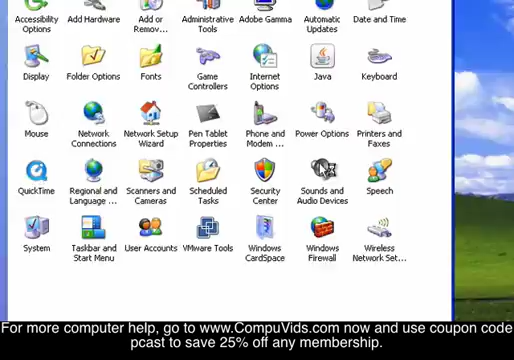 Accessibility Options
Add Hardware
Add or Remov...
Administrative Tools
Adobe Gamma
Automatic Updates
Date and Time
Display
Folder Options
Fonts
Game Controllers
Internet Options
Java
Keyboard
Mouse
Network Connections
Network Setup Wizard
Pen Tablet Properties
Phone and Modem ...
Power Options
Printers and Faxes
QuickTime
Regional and Language ...
Scanners and Cameras
Scheduled Tasks
Security Center
Sounds and Audio Devices
Speech
System
Taskbar and Start Menu
User Accounts
VMware Tools
Windows CardSpace
Windows Firewall
Wireless Network Set...
For more computer help, go to www.CompuVids.com now and use coupon code
pcast to save 25% off any membership.